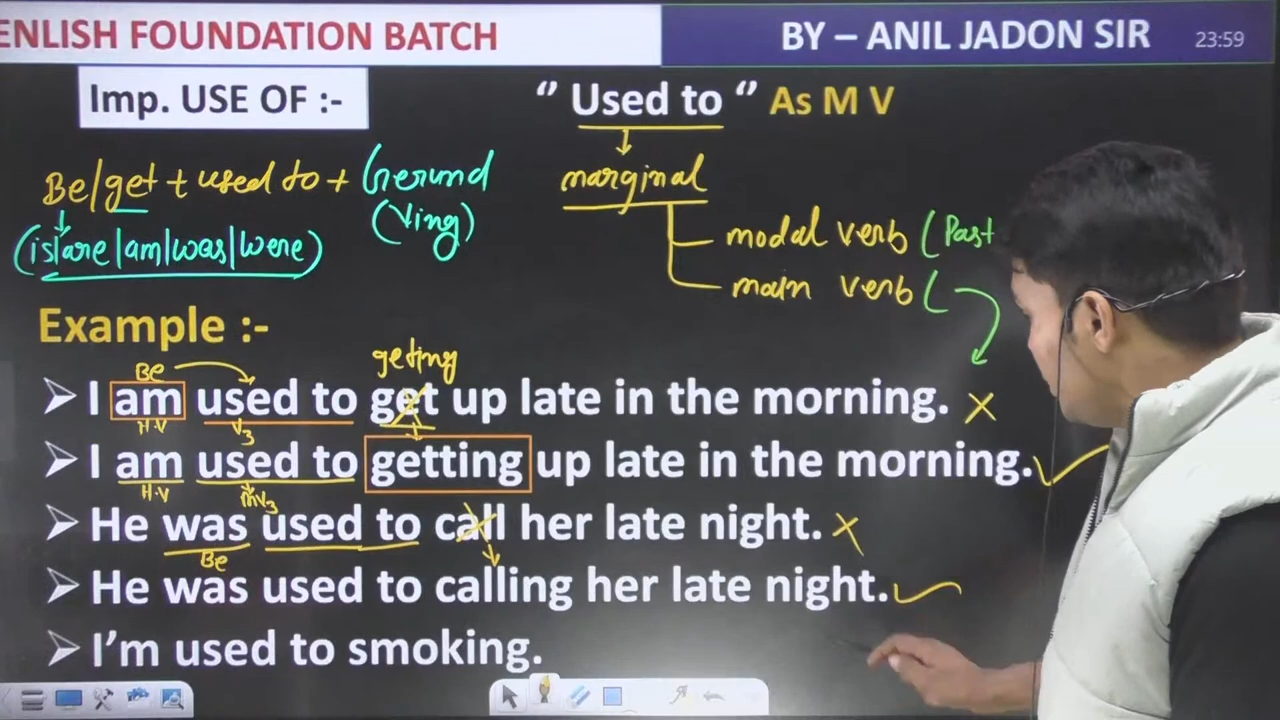 ENLISH FOUNDATION BATCH
BY – ANIL JADON SIR
23:59
Imp. USE OF :-
“ Used to ” As M V
Be/get + used to + Gerund
(Ving)
(is/are/am/was/were)
marginal
modal verb (Past
main verb (
Example :-
geting
Be
➢ I am used to get up late in the morning. X
H.V V3
➢ I am used to getting up late in the morning. ✓
H.V MV3
➢ He was used to call her late night. X
Be
➢ He was used to calling her late night. ✓
➢ I’m used to smoking.